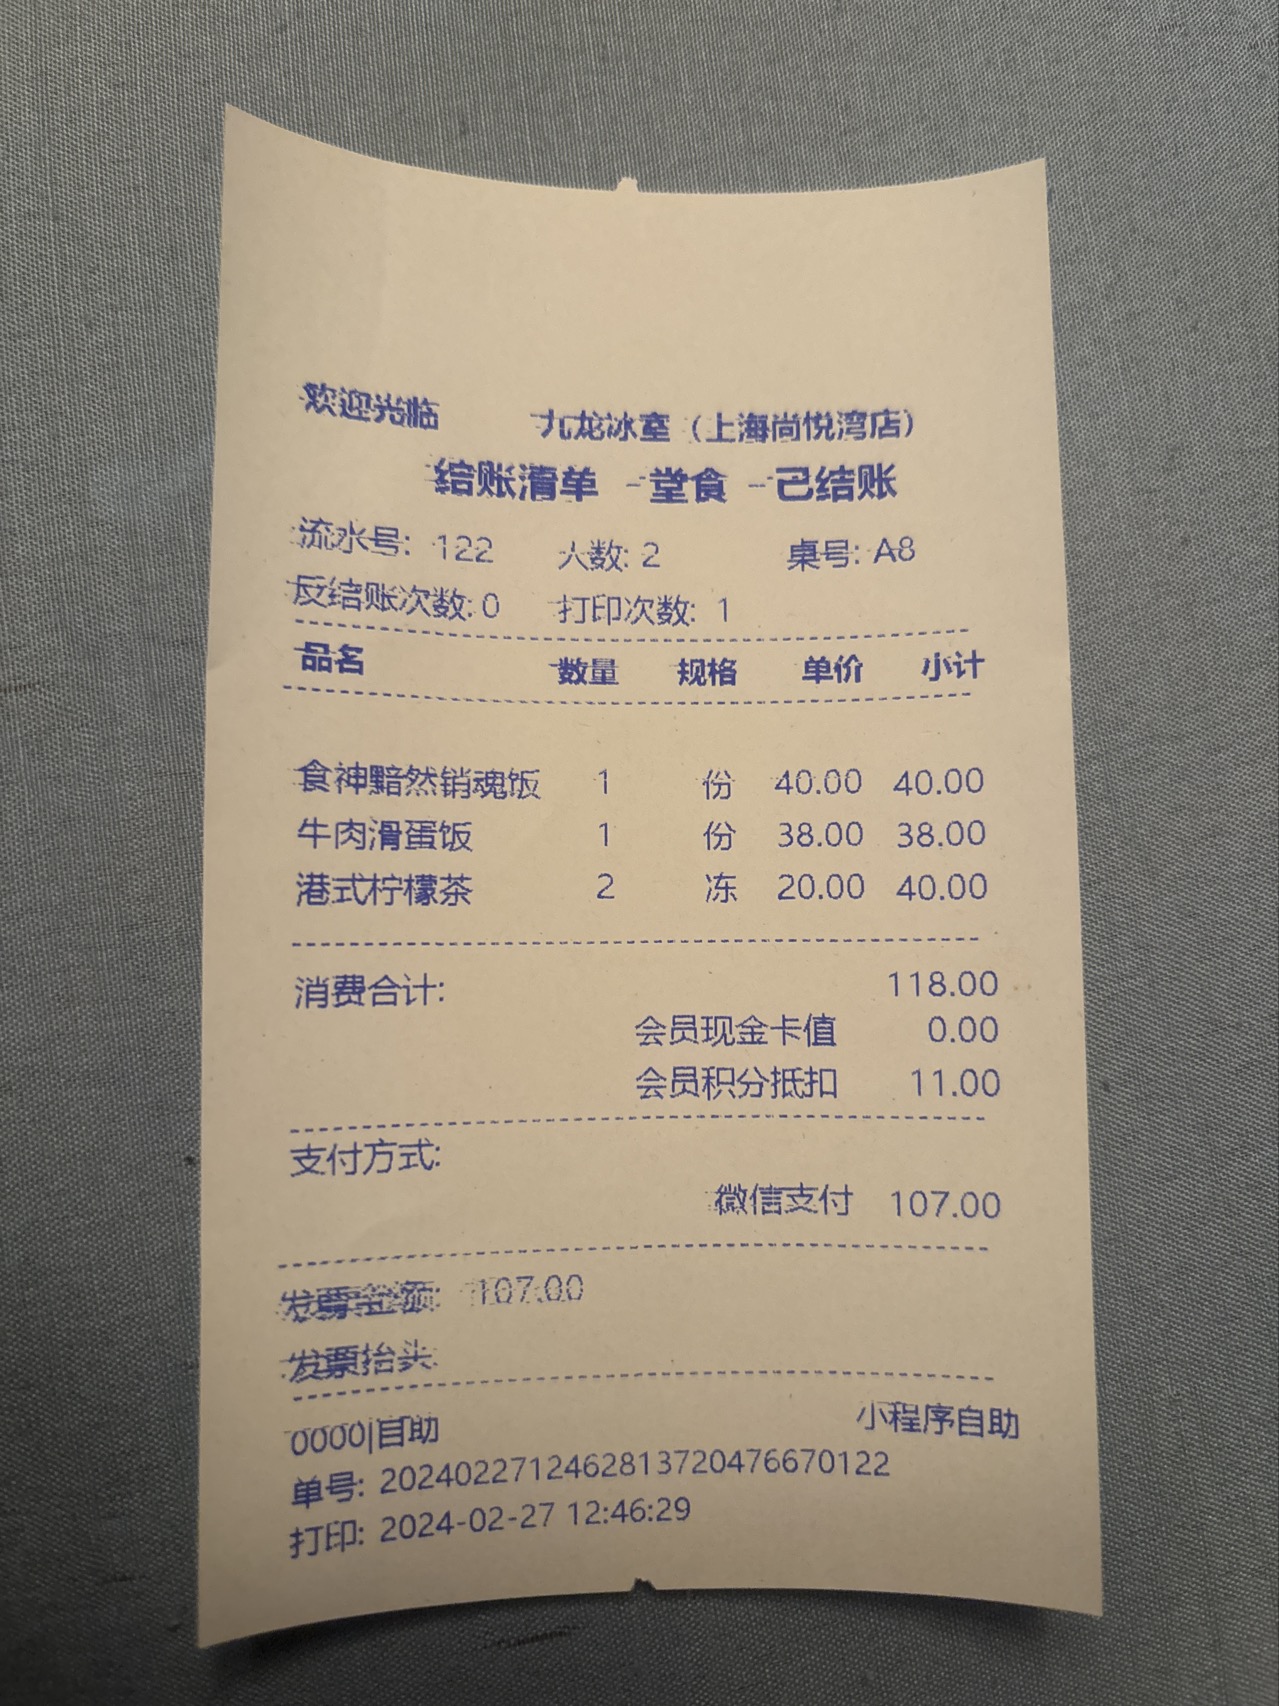 欢迎光临 九龙冰室（上海尚悦湾店）
结账清单 -堂食 -已结账
流水号: 122 人数: 2 桌号: A8
反结账次数: 0 打印次数: 1
品名 数量 规格 单价 小计
食神黯然销魂饭 1 份 40.00 40.00
牛肉滑蛋饭 1 份 38.00 38.00
港式柠檬茶 2 冻 20.00 40.00
消费合计: 118.00
会员现金卡值 0.00
会员积分抵扣 11.00
支付方式:
微信支付 107.00
发票金额: 107.00
发票抬头:
0000|自助 小程序自助
单号: 20240227124628137204766​70122
打印: 2024-02-27 12:46:29